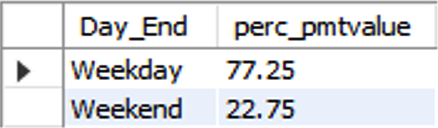 Day_End perc_pmtvalue
Weekday 77.25
Weekend 22.75